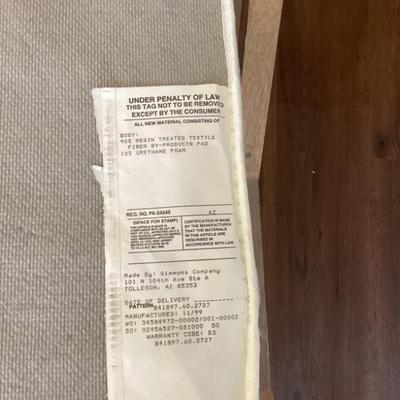 UNDER PENALTY OF LAW
THIS TAG NOT TO BE REMOVED
EXCEPT BY THE CONSUMER
ALL NEW MATERIAL CONSISTING OF
BODY:
90% RESIN TREATED TEXTILE
FIBER BY-PRODUCTS PAD
10% URETHANE FOAM
REG. NO. PA-24240 AZ
(SPACE FOR STAMP)
CERTIFICATION IS MADE
BY THE MANUFACTURER
THAT THE MATERIALS
IN THIS ARTICLE ARE
DESCRIBED IN
ACCORDANCE WITH LAW.
Made By: Simmons Company
101 N 104th Ave Ste A
TOLLESON, AZ 85353
DATE OF DELIVERY
PATTERN B41897.60.2727
MANUFACTURED: 11/99
WO: 34584972-00002/001-00002
SO: 02456527-021000 SO
WARRANTY CODE: B3
B41897.60.2727